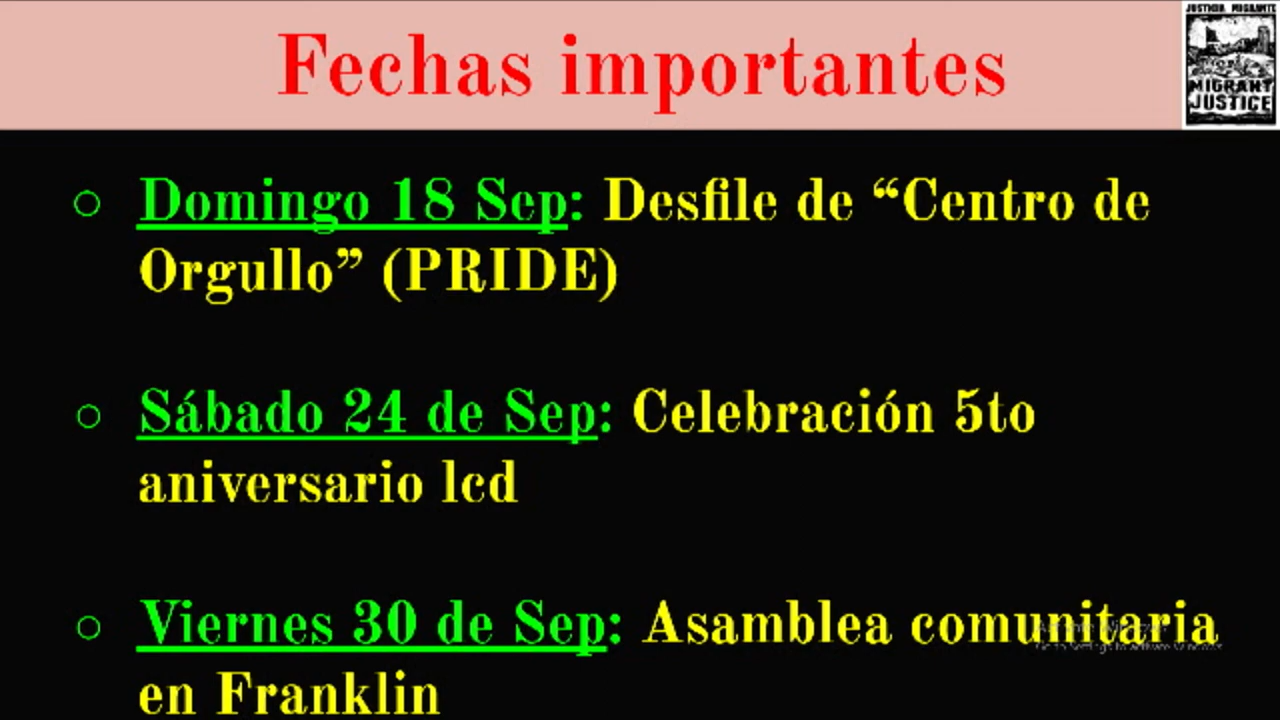 Fechas importantes
JUSTICIA MIGRANTE
MIGRANT
JUSTICE
○ Domingo 18 Sep: Desfile de “Centro de
Orgullo” (PRIDE)
○ Sábado 24 de Sep: Celebración 5to
aniversario lcd
○ Viernes 30 de Sep: Asamblea comunitaria
en Franklin